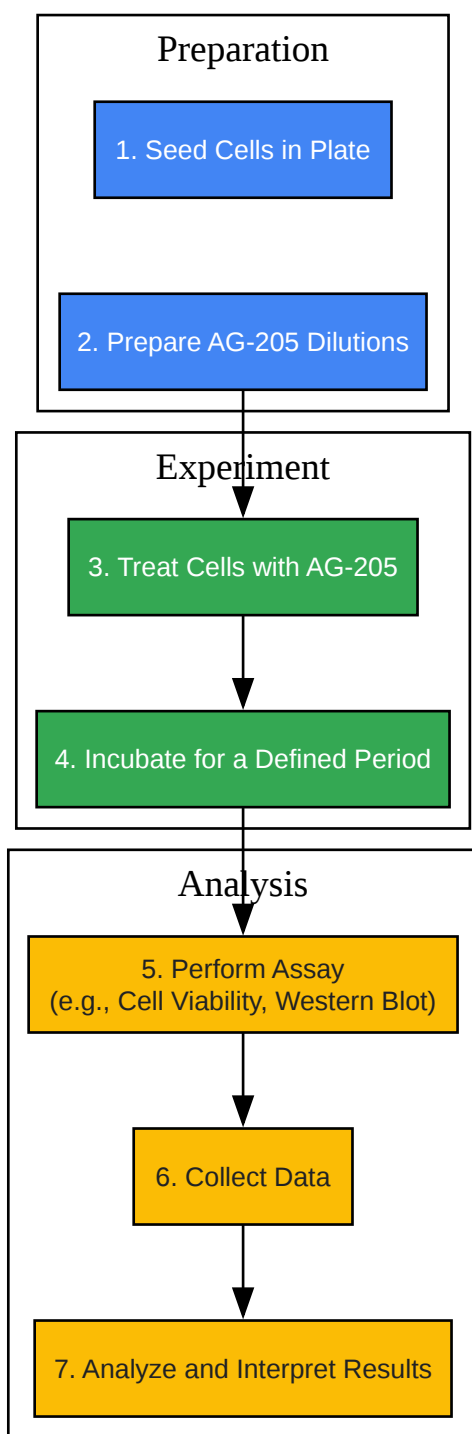 Preparation
1. Seed Cells in Plate
2. Prepare AG-205 Dilutions
Experiment
3. Treat Cells with AG-205
4. Incubate for a Defined Period
Analysis
5. Perform Assay
(e.g., Cell Viability, Western Blot)
6. Collect Data
7. Analyze and Interpret Results